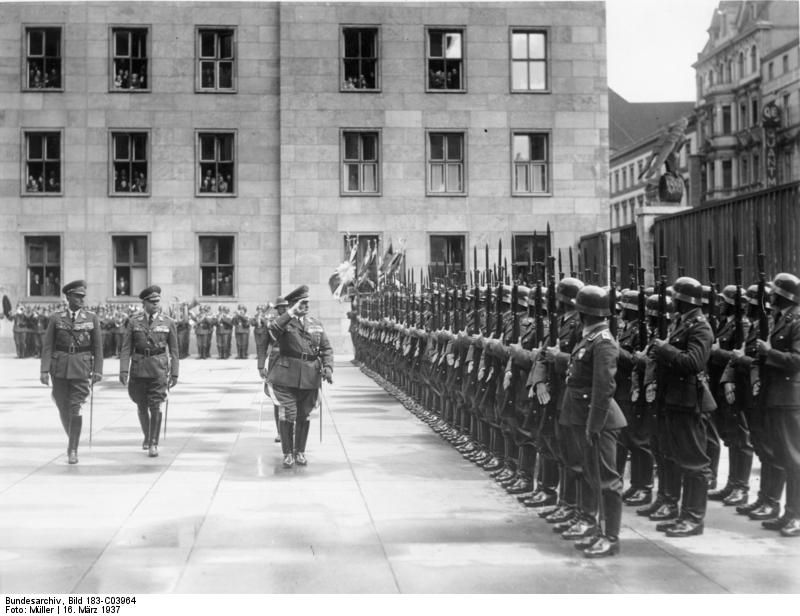 Bundesarchiv, Bild 183-C03964
Foto: Müller | 16. März 1937